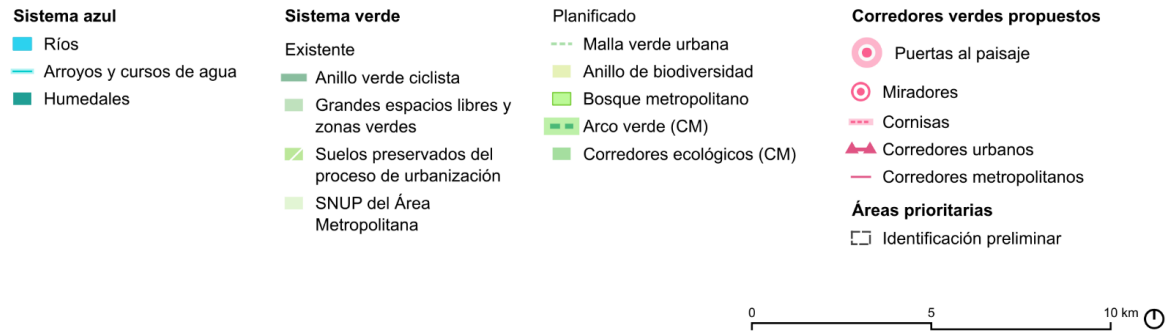 Sistema azul
Ríos
Arroyos y cursos de agua
Humedales
Sistema verde
Existente
Anillo verde ciclista
Grandes espacios libres y
zonas verdes
Suelos preservados del
proceso de urbanización
SNUP del Área
Metropolitana
Planificado
Malla verde urbana
Anillo de biodiversidad
Bosque metropolitano
Arco verde (CM)
Corredores ecológicos (CM)
Corredores verdes propuestos
Puertas al paisaje
Miradores
Cornisas
Corredores urbanos
Corredores metropolitanos
Áreas prioritarias
Identificación preliminar
0 5 10 km